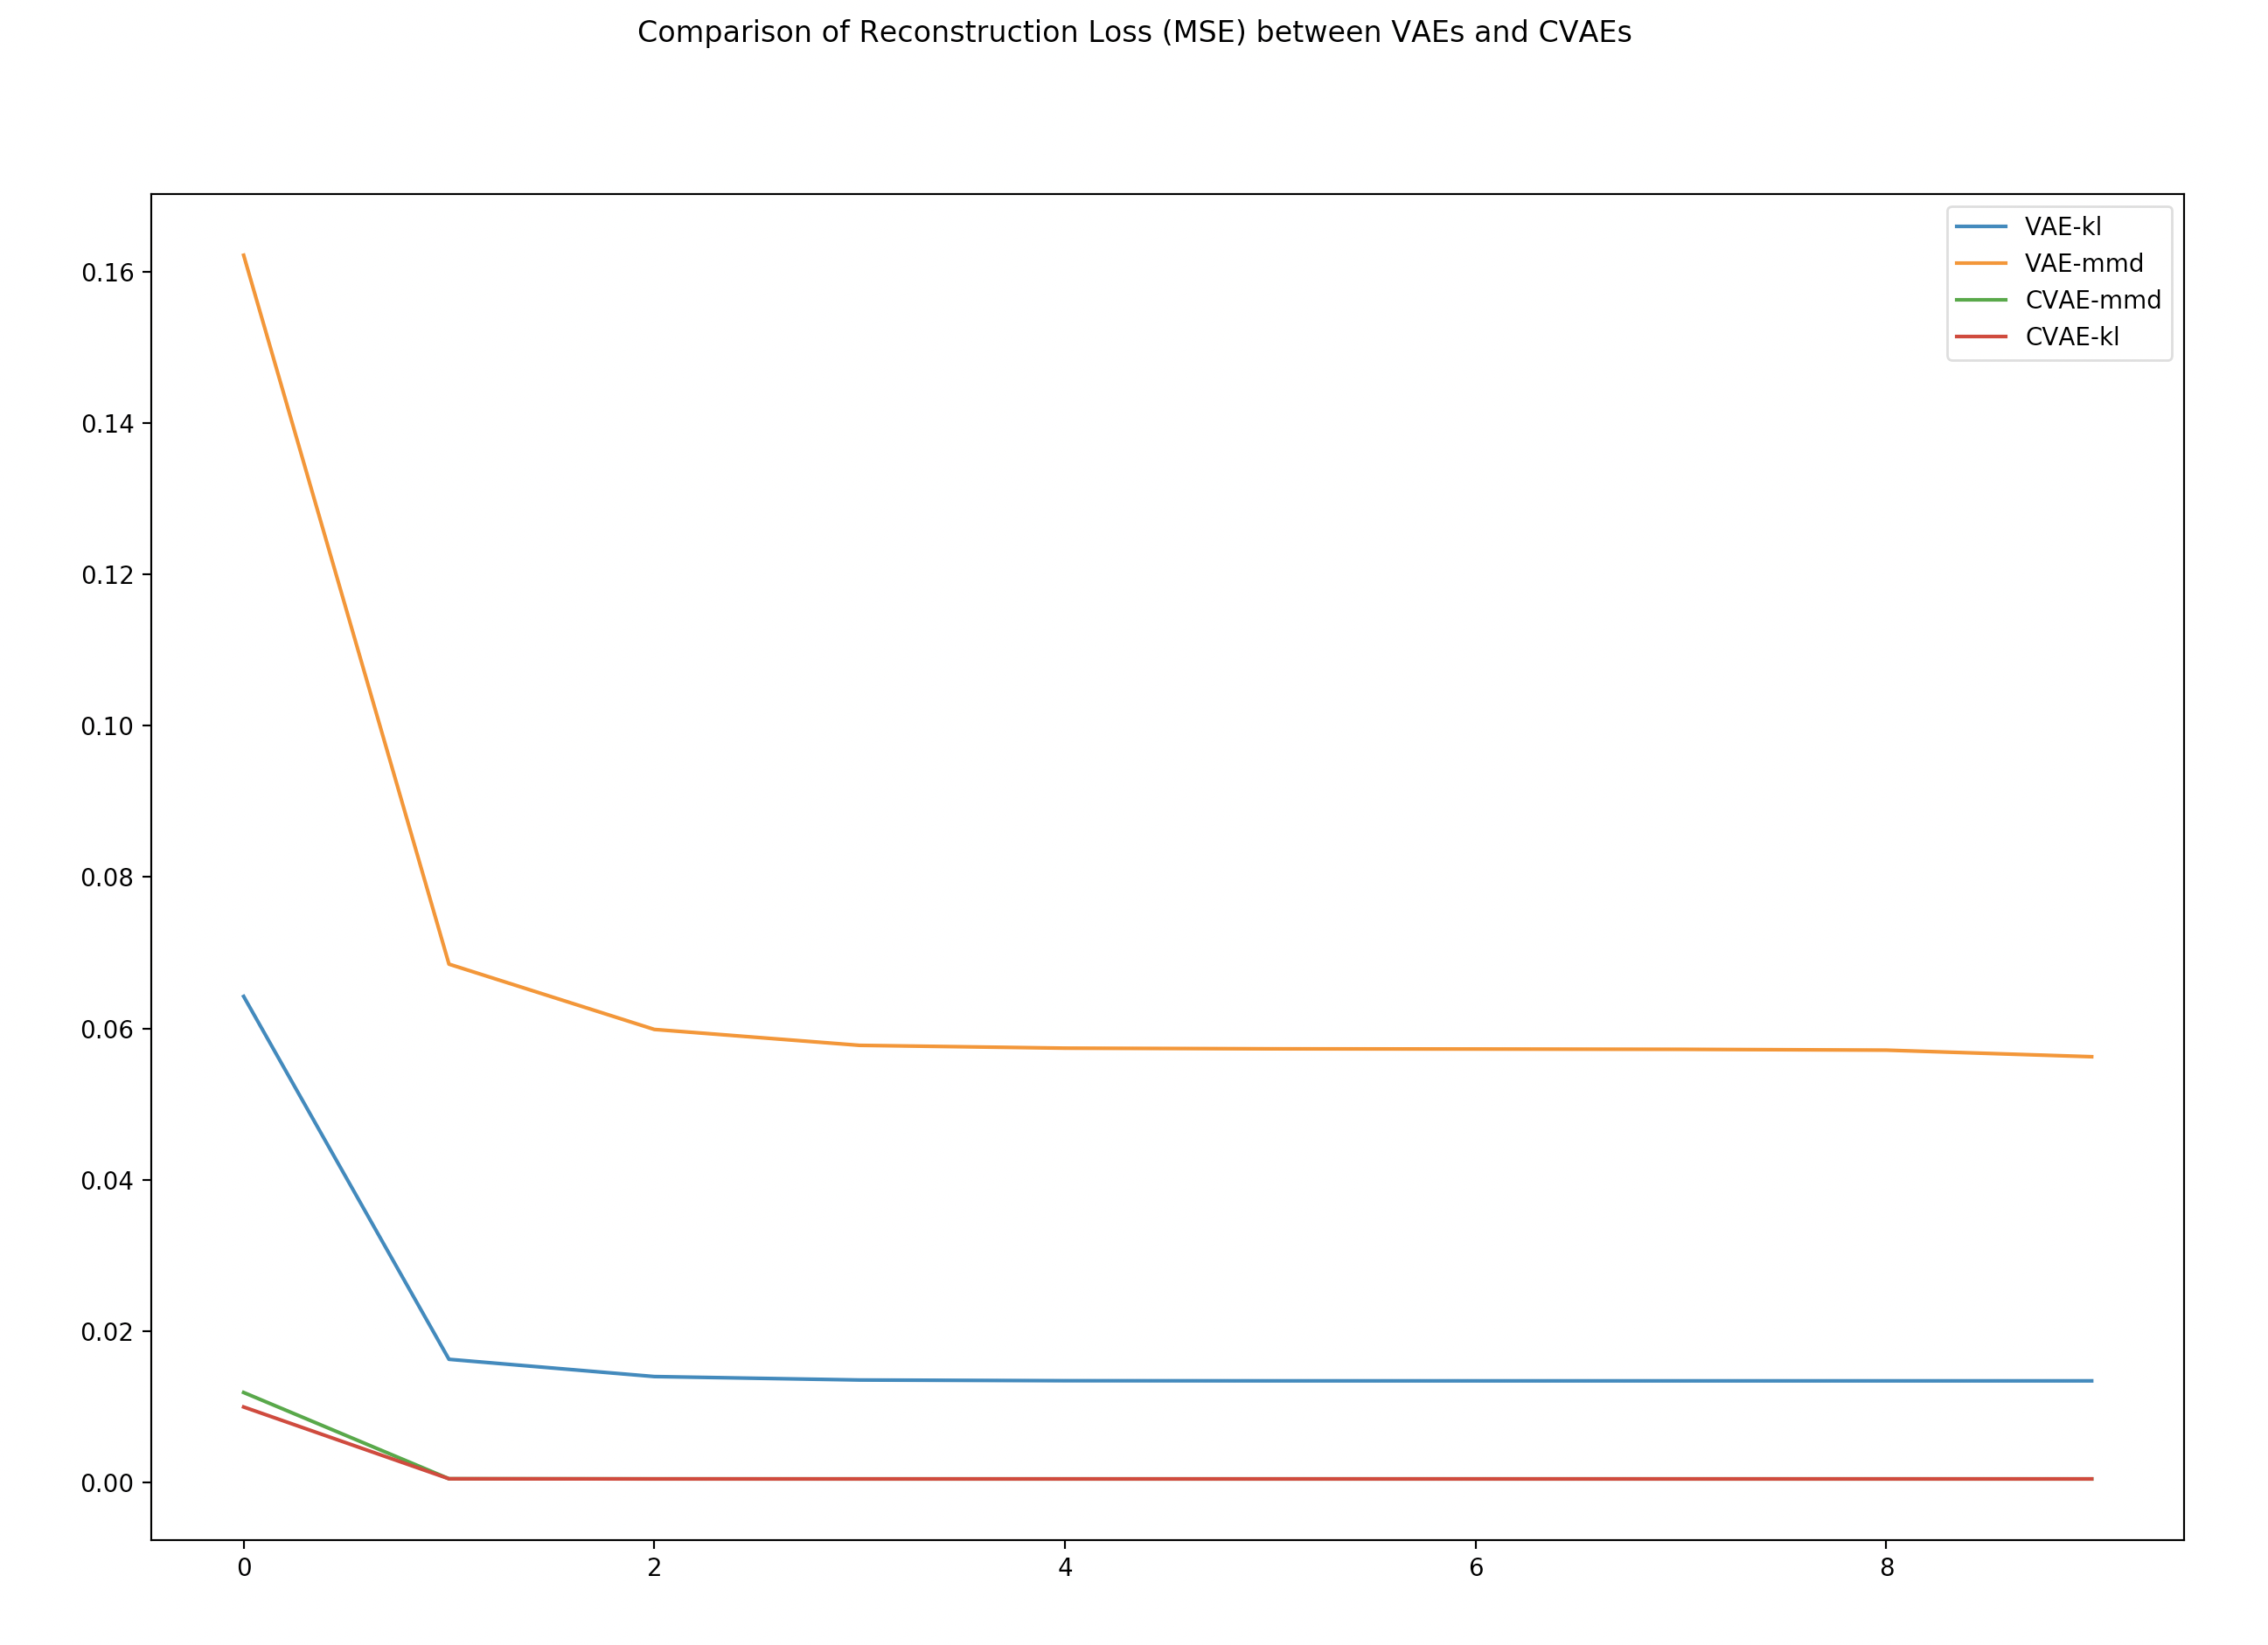 Comparison of Reconstruction Loss (MSE) between VAEs and CVAEs
VAE-kl
VAE-mmd
CVAE-mmd
CVAE-kl
0.16
0.14
0.12
0.10
0.08
0.06
0.04
0.02
0.00
0 2 4 6 8